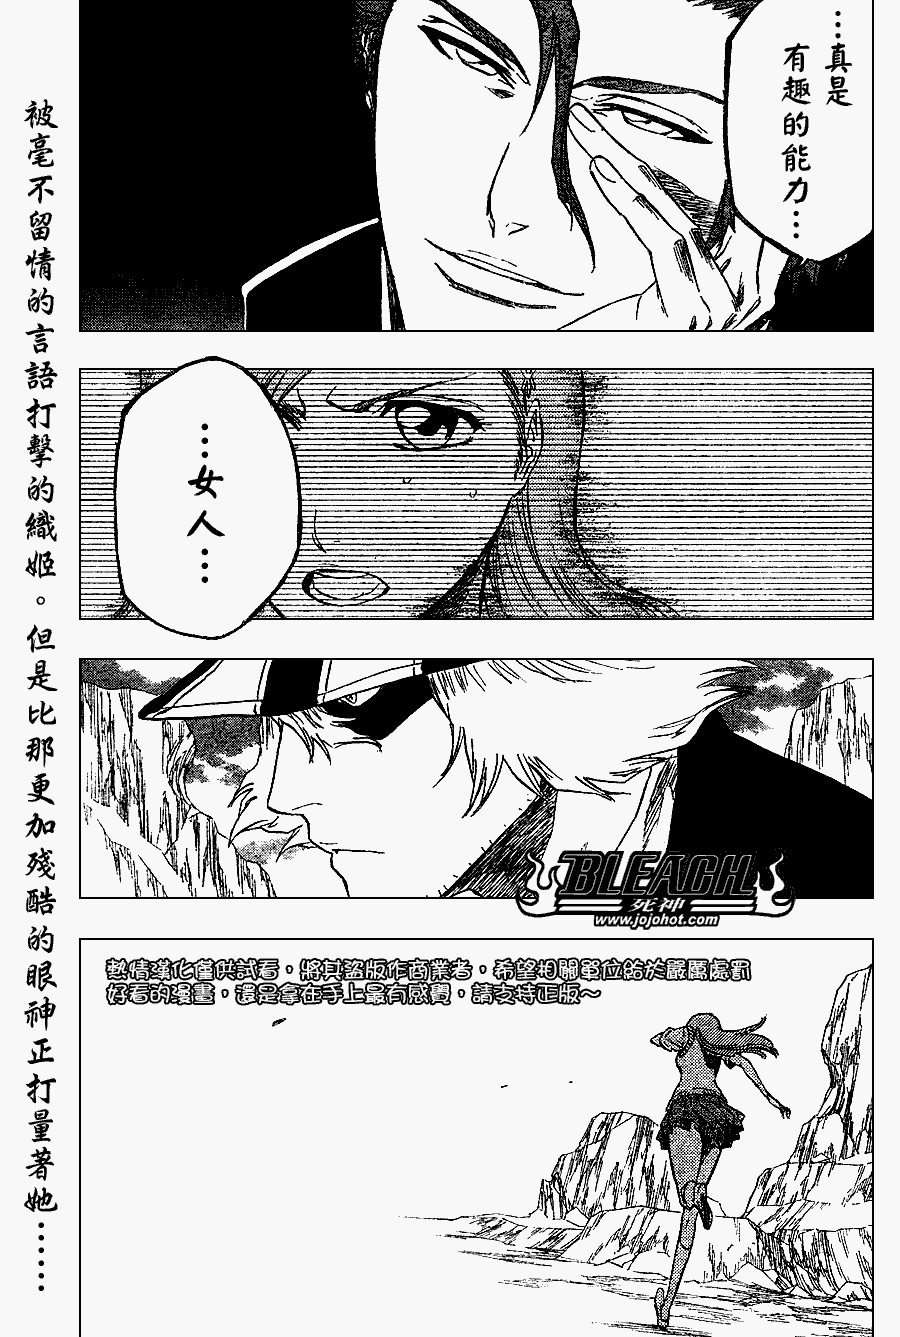 …真是
有趣的能力…
…女人…
被毫不留情的言語打擊的織姬。但是比那更加殘酷的眼神正打量著她……
BLEACH
死神
www.jojohot.com
熱情漢化僅供試看，將其盜版作商業者，希望相關單位給於嚴厲處罰
好看的漫畫，還是拿在手上最有感覺，請支持正版～